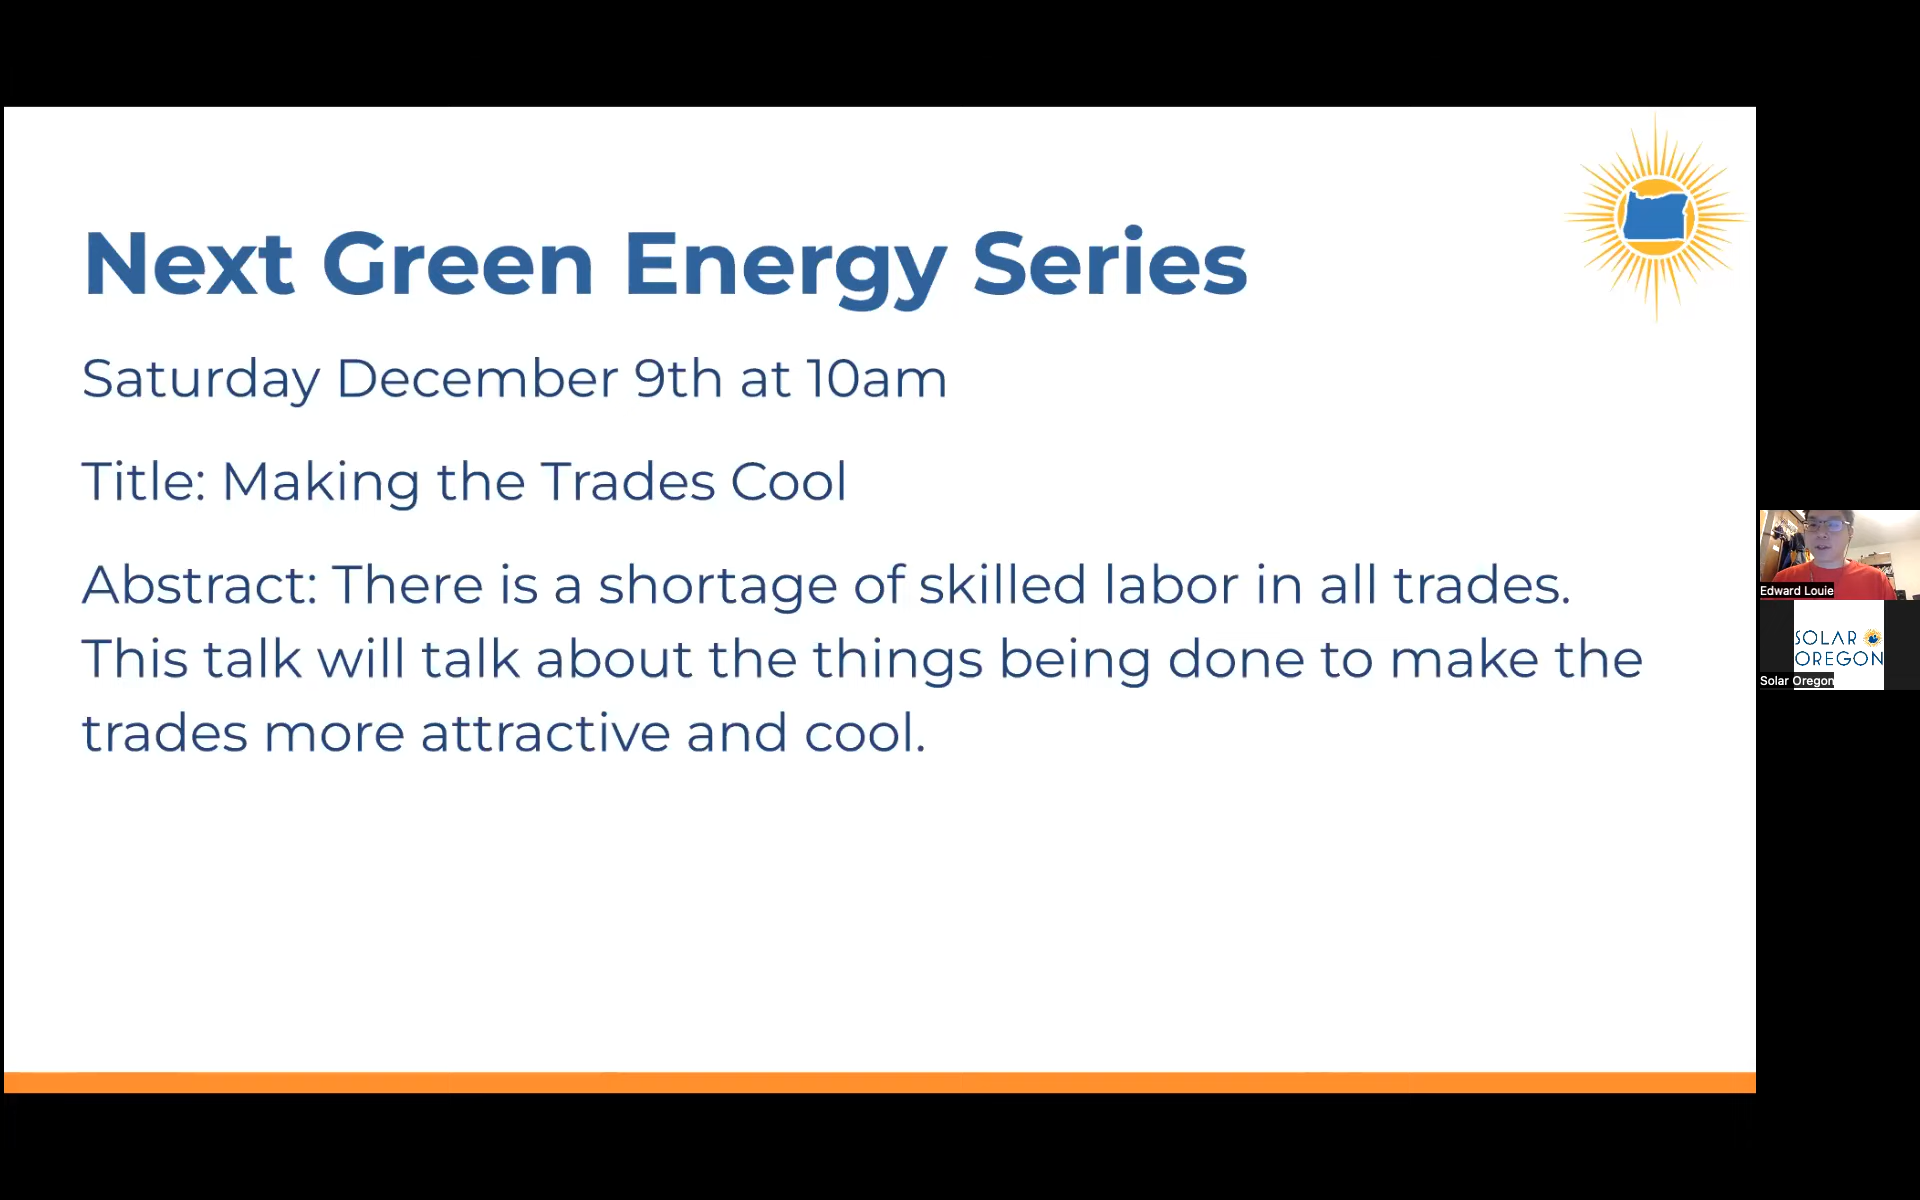 Next Green Energy Series
Saturday December 9th at 10am
Title: Making the Trades Cool
Abstract: There is a shortage of skilled labor in all trades.
This talk will talk about the things being done to make the
trades more attractive and cool.
Edward Louie
SOLAR
OREGON
Solar Oregon